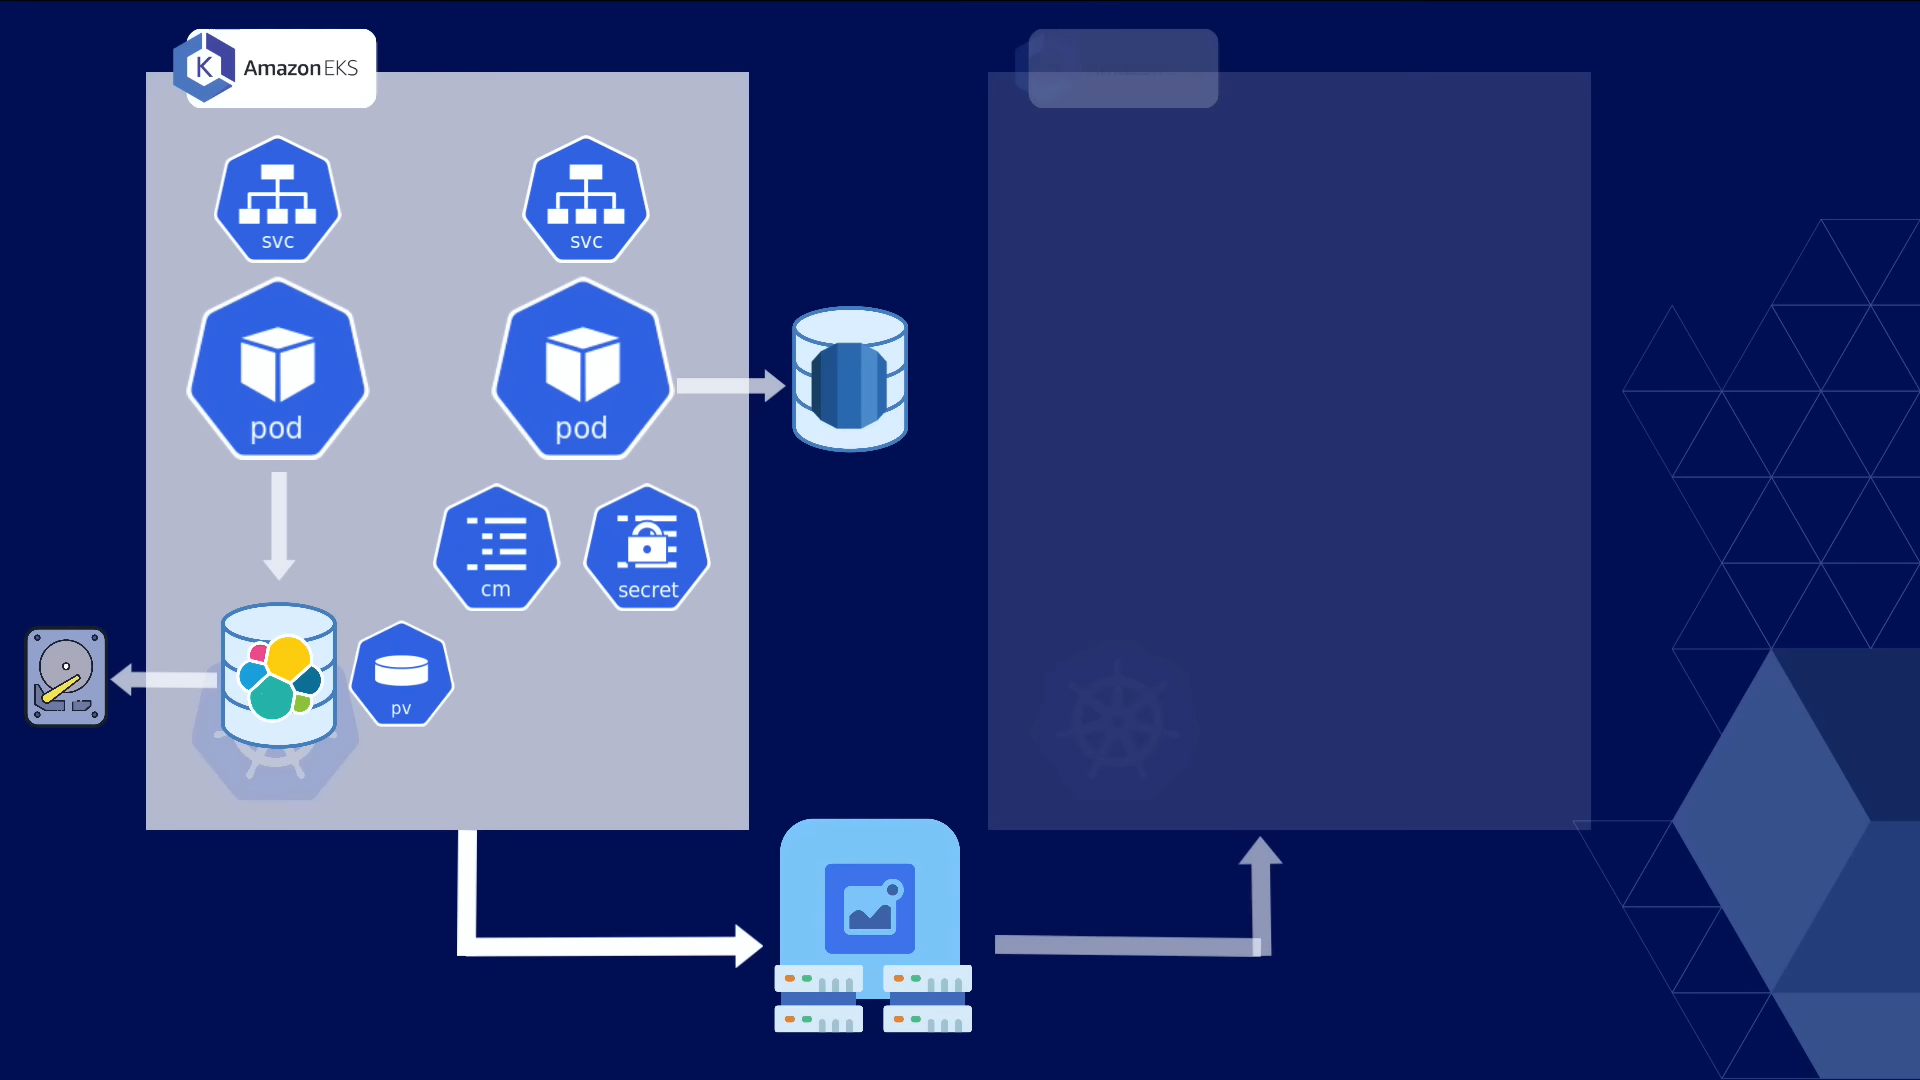 K Amazon EKS
svc
svc
pod
pod
cm
secret
pv